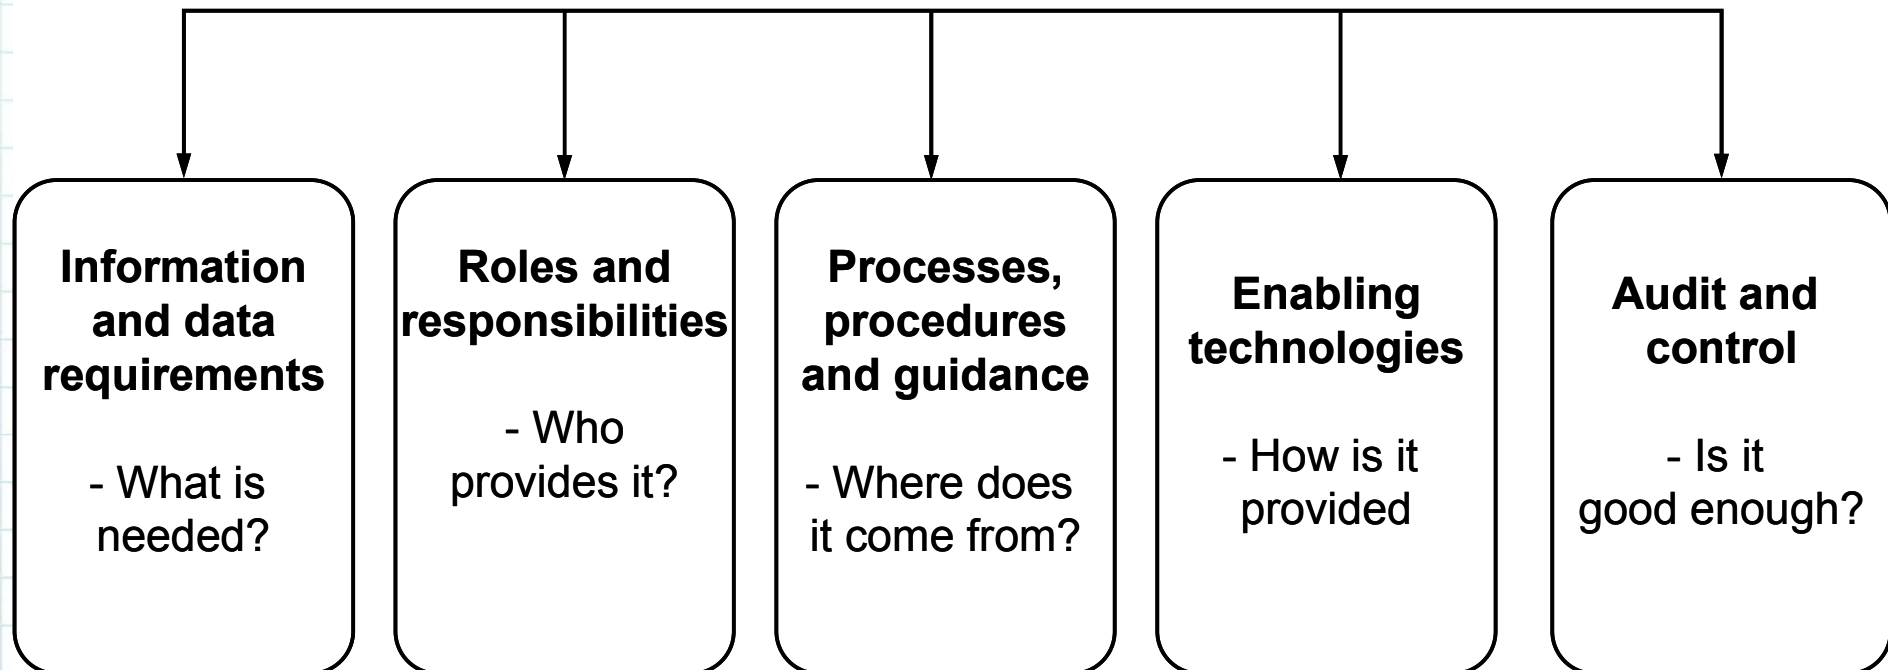 Information
and data
requirements
- What is
needed?
Roles and
responsibilities
- Who
provides it?
Processes,
procedures
and guidance
- Where does
it come from?
Enabling
technologies
- How is it
provided
Audit and
control
- Is it
good enough?